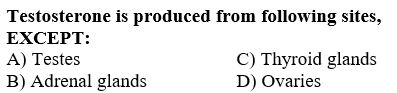 Testosterone is produced from following sites,
EXCEPT:
A) Testes C) Thyroid glands
B) Adrenal glands D) Ovaries